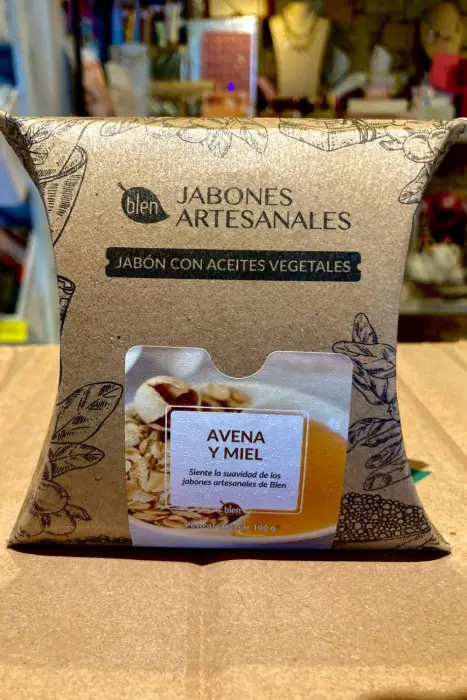 blen
JABONES
ARTESANALES
JABÓN CON ACEITES VEGETALES
AVENA
Y MIEL
Siente la suavidad de los
jabones artesanales de Blen
blen
100 g